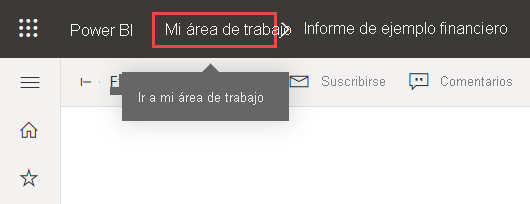 Power BI Mi área de trabajo Informe de ejemplo financiero
Suscribirse Comentarios
Ir a mi área de trabajo